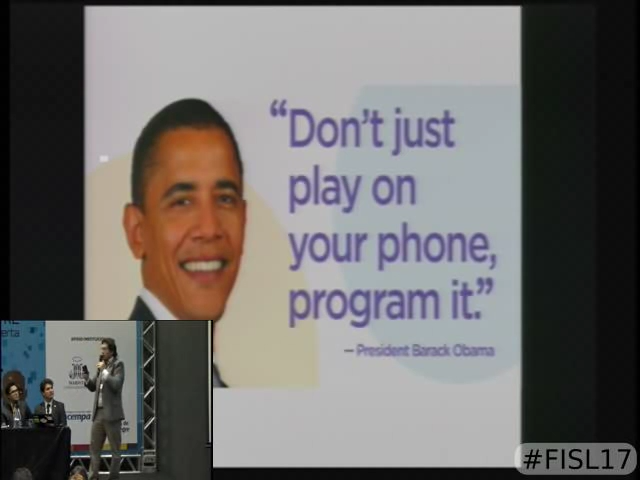 “Don’t just
play on
your phone,
program it.”
— President Barack Obama
#FISL17